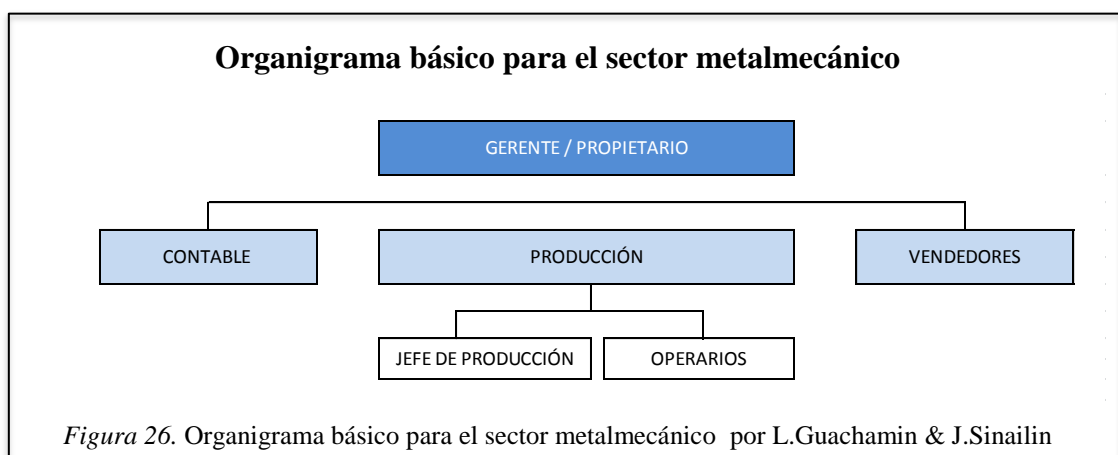 Organigrama básico para el sector metalmecánico
GERENTE / PROPIETARIO
CONTABLE
PRODUCCIÓN
VENDEDORES
JEFE DE PRODUCCIÓN
OPERARIOS
Figura 26. Organigrama básico para el sector metalmecánico por L.Guachamin & J.Sinailin